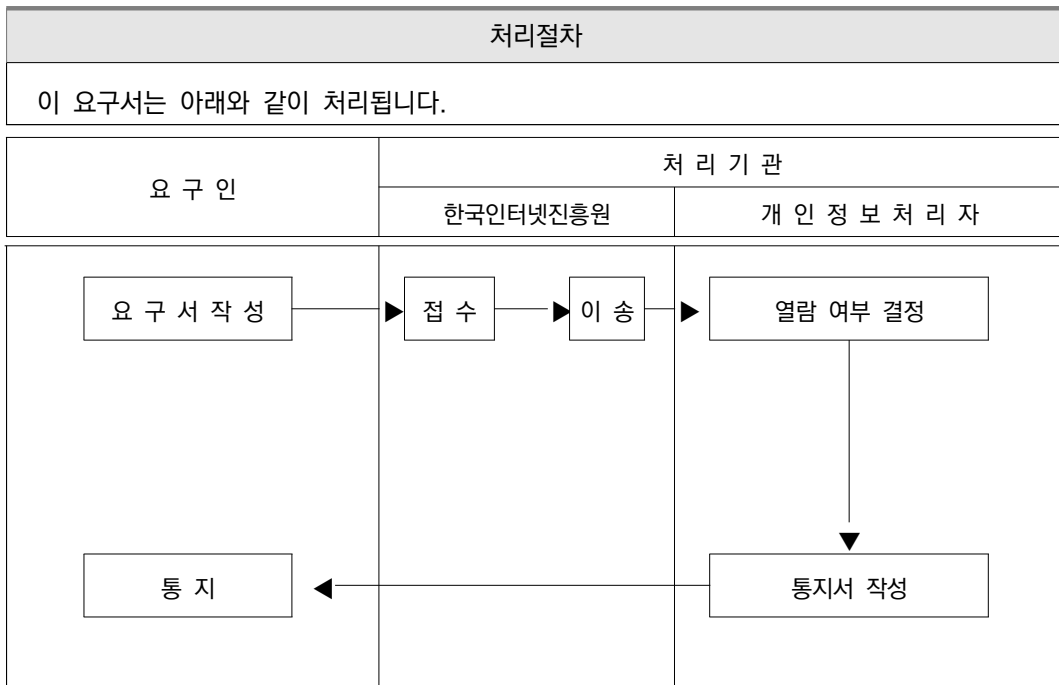 처리절차
이 요구서는 아래와 같이 처리됩니다.
요 구 인
처 리 기 관
한국인터넷진흥원
개 인 정 보 처 리 자
요 구 서 작 성
접 수
이 송
열람 여부 결정
통 지
통지서 작성